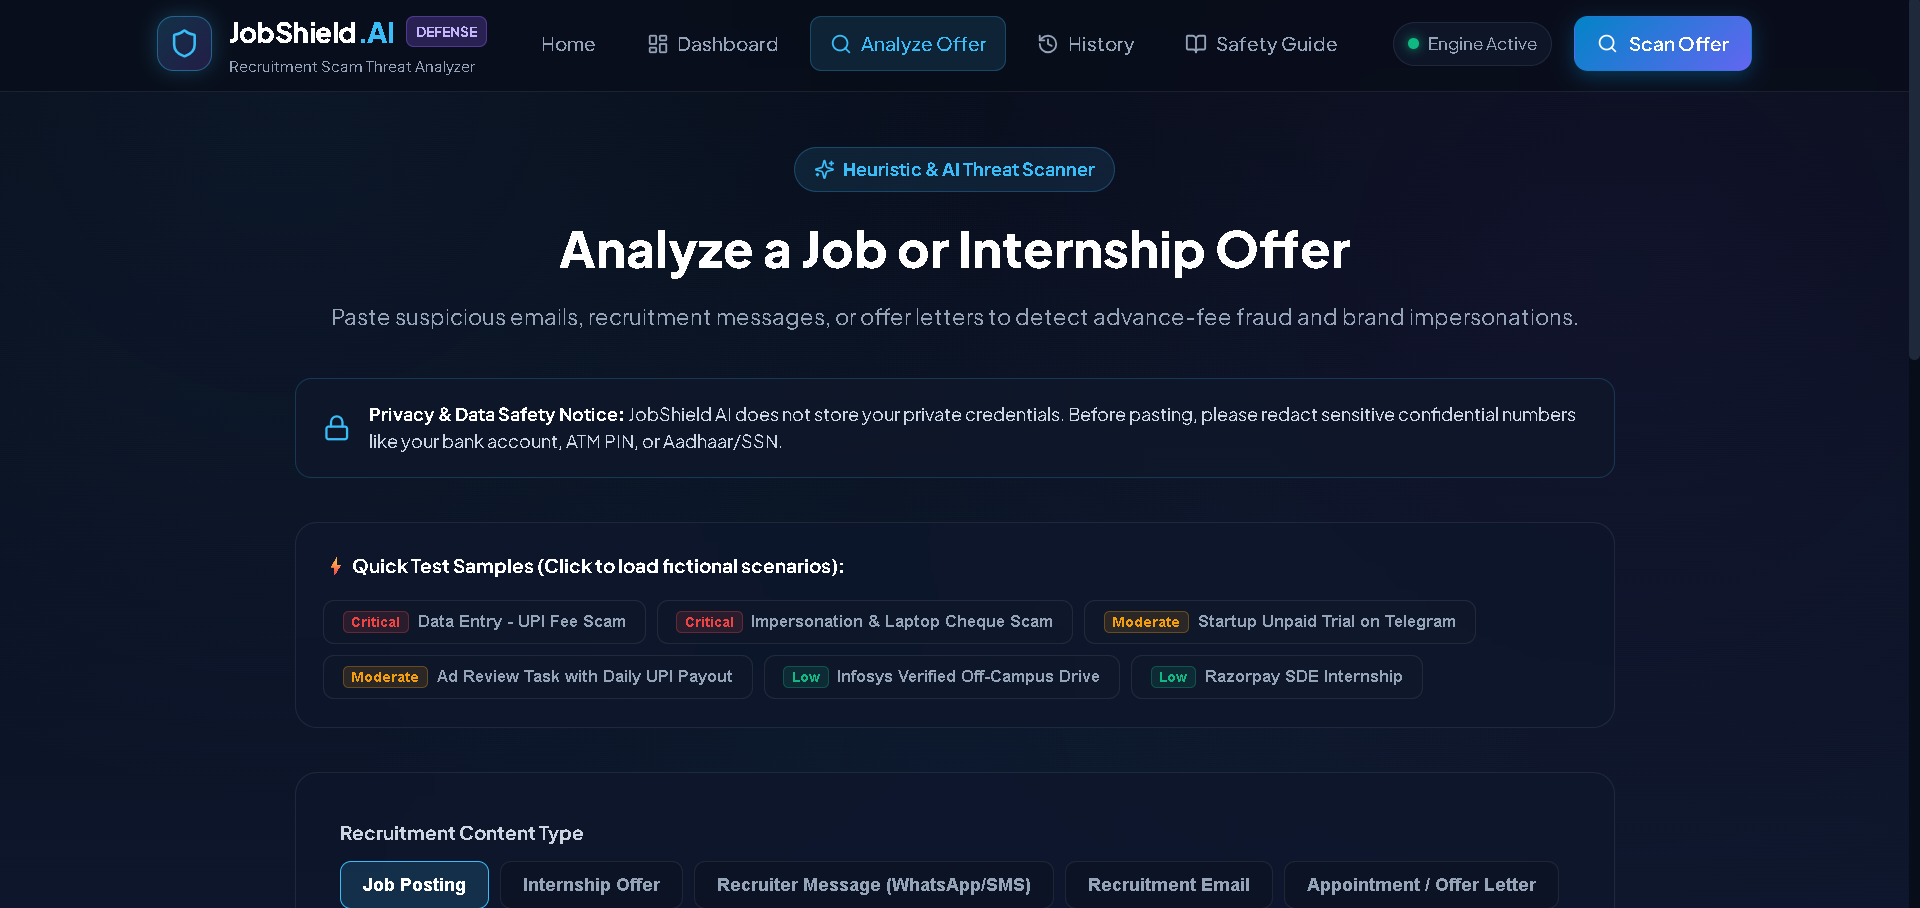 JobShield.AI DEFENSE
Recruitment Scam Threat Analyzer
Home
Dashboard
Analyze Offer
History
Safety Guide
Engine Active
Scan Offer
Heuristic & AI Threat Scanner
Analyze a Job or Internship Offer
Paste suspicious emails, recruitment messages, or offer letters to detect advance-fee fraud and brand impersonations.
Privacy & Data Safety Notice: JobShield AI does not store your private credentials. Before pasting, please redact sensitive confidential numbers
like your bank account, ATM PIN, or Aadhaar/SSN.
Quick Test Samples (Click to load fictional scenarios):
Critical Data Entry - UPI Fee Scam
Critical Impersonation & Laptop Cheque Scam
Moderate Startup Unpaid Trial on Telegram
Moderate Ad Review Task with Daily UPI Payout
Low Infosys Verified Off-Campus Drive
Low Razorpay SDE Internship
Recruitment Content Type
Job Posting
Internship Offer
Recruiter Message (WhatsApp/SMS)
Recruitment Email
Appointment / Offer Letter